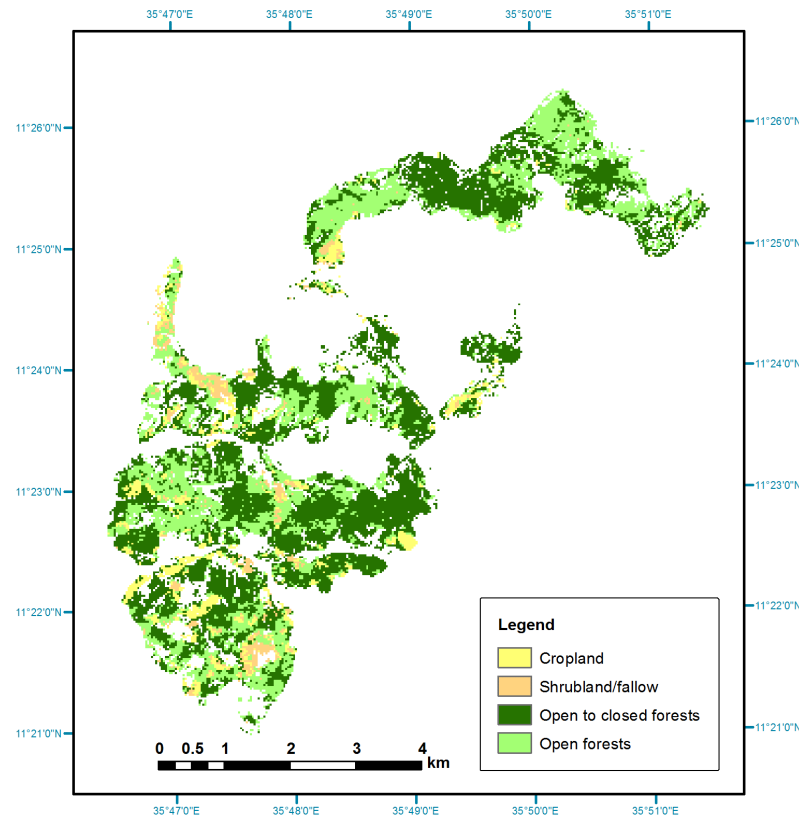 35°47'0"E 35°48'0"E 35°49'0"E 35°50'0"E 35°51'0"E
11°26'0"N 11°26'0"N
11°25'0"N 11°25'0"N
11°24'0"N 11°24'0"N
11°23'0"N 11°23'0"N
11°22'0"N 11°22'0"N
Legend
Cropland
Shrubland/fallow
Open to closed forests
Open forests
11°21'0"N 11°21'0"N
0 0.5 1 2 3 4
km
35°47'0"E 35°48'0"E 35°49'0"E 35°50'0"E 35°51'0"E